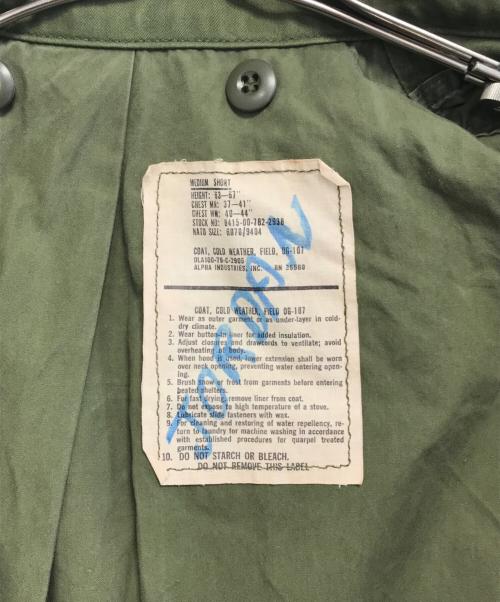 MEDIUM SHORT
HEIGHT: 63—67"
CHEST MN: 37—41"
CHEST WM: 40—44"
STOCK NO: 8415-00-782-2938
NATO SIZE: 6070/9404
COAT, COLD WEATHER, FIELD, OG-107
DLA100-79-C-2905
ALPHA INDUSTRIES, INC.
COAT, COLD WEATHER, FIELD OG-107
1. Wear as outer garment or as under-layer in cold-
dry climate.
2. Wear button-in liner for added insulation.
3. Adjust closures and drawcords to ventilate; avoid
overheating of body.
4. When hood is used, over extension shall be worn
over men opening, preventing water entering open-
ing.
5. Brush snow or frost from garments before entering
heated shelters.
6. For fast drying, remove liner from coat.
7. Do not expose to high temperature of a stove.
8. Lubricate slide fasteners with wax.
9. For cleaning and restoring of water repellency, re-
turn to laundry for machine washing in accordance
with established procedures for quarpel treated
garments.
10. DO NOT STARCH OR BLEACH.
DO NOT REMOVE THIS LABEL
JORDAN